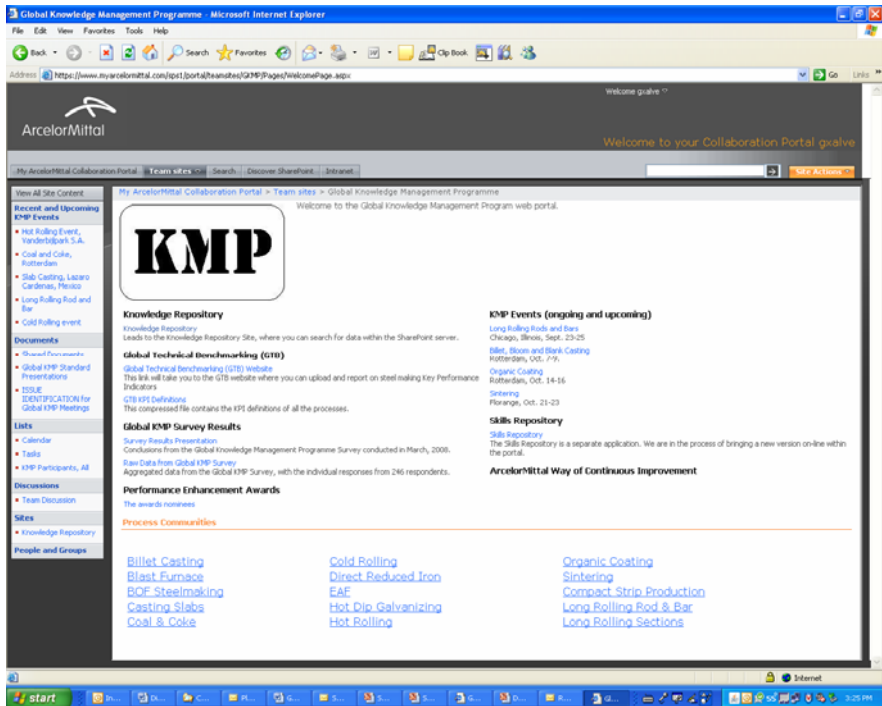 Global Knowledge Management Programme - Microsoft Internet Explorer
File Edit View Favorites Tools Help
Back Search Favorites Clip Book
Address https://www.myarcelormittal.com/sps1/portal/teamsites/GKMP/Pages/WelcomePage.aspx Go Links
Welcome gxalve
ArcelorMittal
Welcome to your Collaboration Portal gxalve
My ArcelorMittal Collaboration Portal Team sites Search Discover SharePoint Intranet Site Actions
View All Site Content
My ArcelorMittal Collaboration Portal > Team sites > Global Knowledge Management Programme
Recent and Upcoming
KMP Events
Hot Rolling Event,
Vanderbijlpark S.A.
Coal and Coke,
Rotterdam
Slab Casting, Lazaro
Cardenas, Mexico
Long Rolling Rod and
Bar
Cold Rolling event
Documents
Shared Documents
Global KMP Standard
Presentations
ISSUE
IDENTIFICATION for
Global KMP Meetings
Lists
Calendar
Tasks
KMP Participants, All
Discussions
Team Discussion
Sites
Knowledge Repository
People and Groups
Welcome to the Global Knowledge Management Program web portal.
KMP
Knowledge Repository
Knowledge Repository
Leads to the Knowledge Repository Site, where you can search for data within the SharePoint server.
Global Technical Benchmarking (GTB)
Global Technical Benchmarking (GTB) Website
This link will take you to the GTB website where you can upload and report on steel making Key Performance
Indicators
GTB KPI Definitions
This compressed file contains the KPI definitions of all the processes.
Global KMP Survey Results
Survey Results Presentation
Conclusions from the Global Knowledge Management Programme Survey conducted in March, 2008.
Raw Data from Global KMP Survey
Aggregated data from the Global KMP Survey, with the individual responses from 246 respondents.
Performance Enhancement Awards
The awards nominees
KMP Events (ongoing and upcoming)
Long Rolling Rods and Bars
Chicago, Illinois, Sept. 23-25
Billet, Bloom and Blank Casting
Rotterdam, Oct. 7-9.
Organic Coating
Rotterdam, Oct. 14-16
Sintering
Florange, Oct. 21-23
Skills Repository
Skills Repository
The Skills Repository is a separate application. We are in the process of bringing a new version on-line within
the portal.
ArcelorMittal Way of Continuous Improvement
Process Communities
Billet Casting Cold Rolling Organic Coating
Blast Furnace Direct Reduced Iron Sintering
BOF Steelmaking EAF Compact Strip Production
Casting Slabs Hot Dip Galvanizing Long Rolling Rod & Bar
Coal & Coke Hot Rolling Long Rolling Sections
Internet
start In... D... C... R... G... S... S... S... G... D... R... G... 3:25 PM